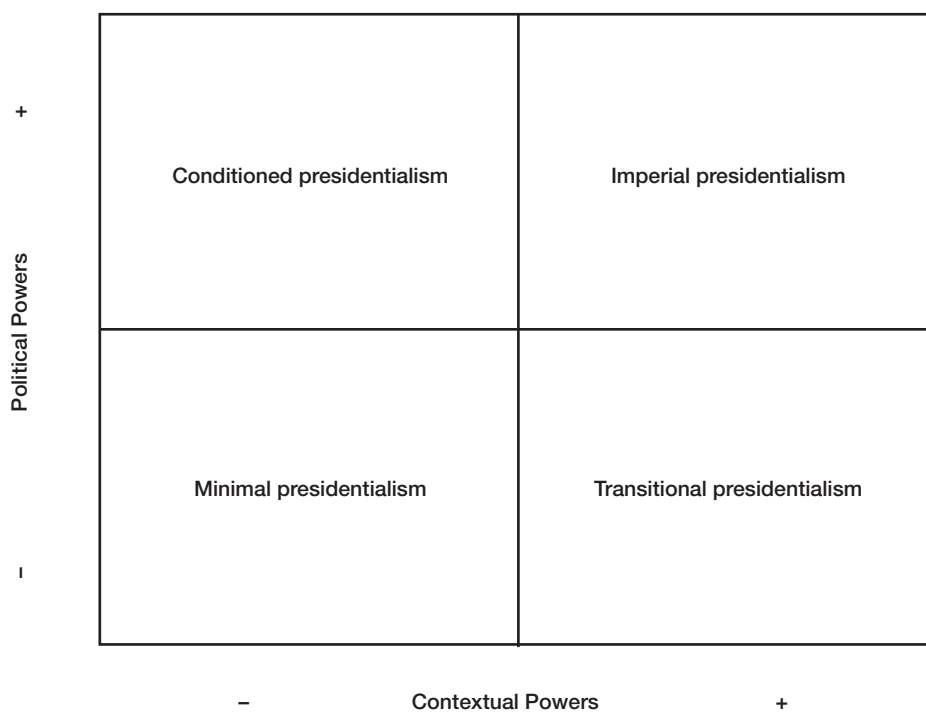 +
Conditioned presidentialism
Imperial presidentialism
Political Powers
Minimal presidentialism
Transitional presidentialism
–
–
Contextual Powers
+